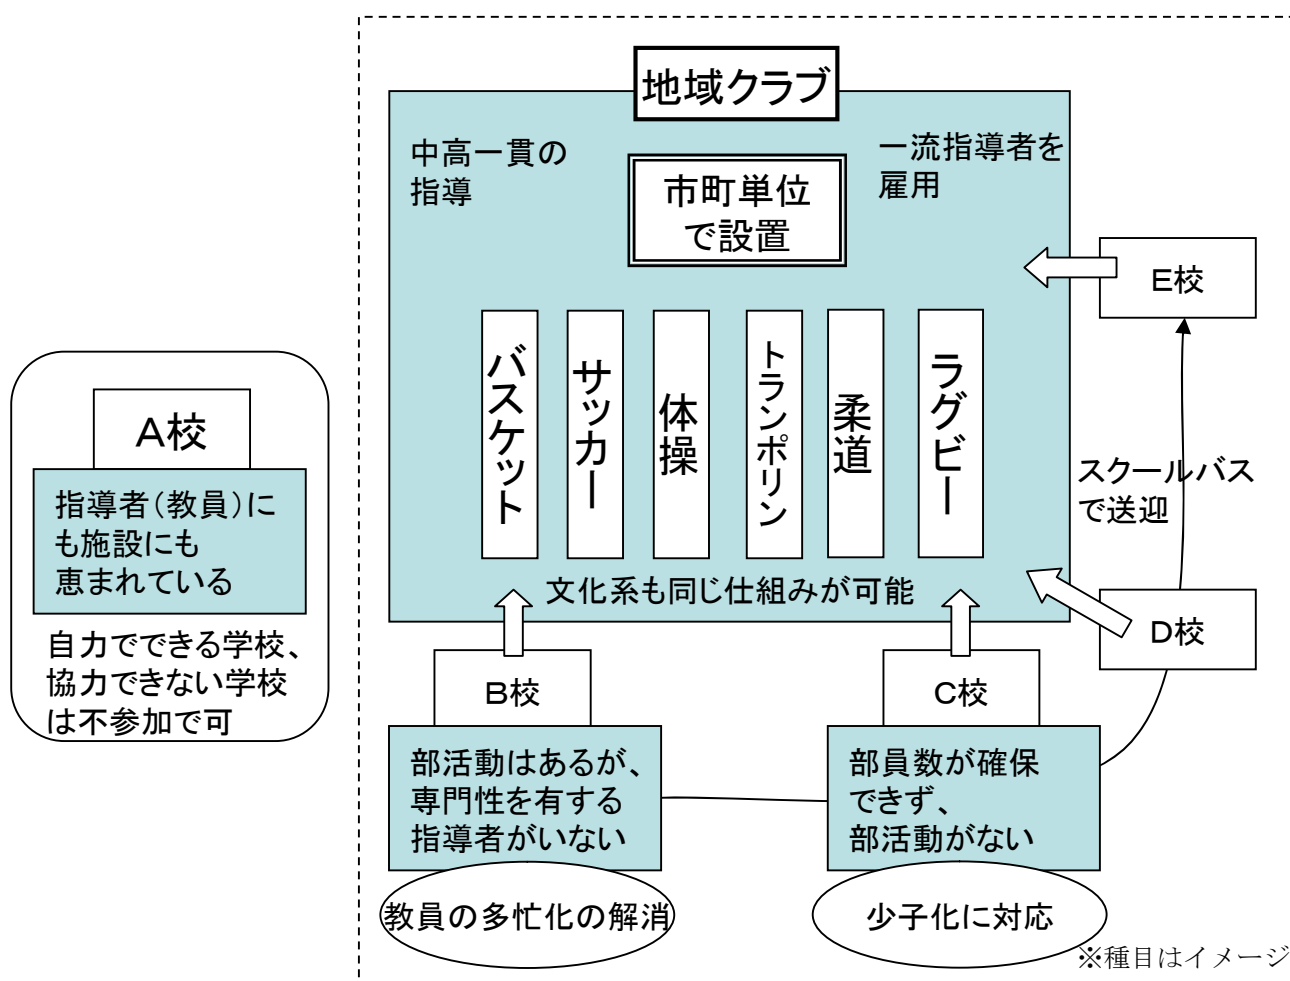 地域クラブ
中高一貫の
指導
一流指導者を
雇用
市町単位
で設置
バスケット
サッカー
体操
トランポリン
柔道
ラグビー
文化系も同じ仕組みが可能
E校
スクールバス
で送迎
D校
A校
指導者(教員)に
も施設にも
恵まれている
自力でできる学校、
協力できない学校
は不参加で可
B校
部活動はあるが、
専門性を有する
指導者がいない
教員の多忙化の解消
C校
部員数が確保
できず、
部活動がない
少子化に対応
※種目はイメージ